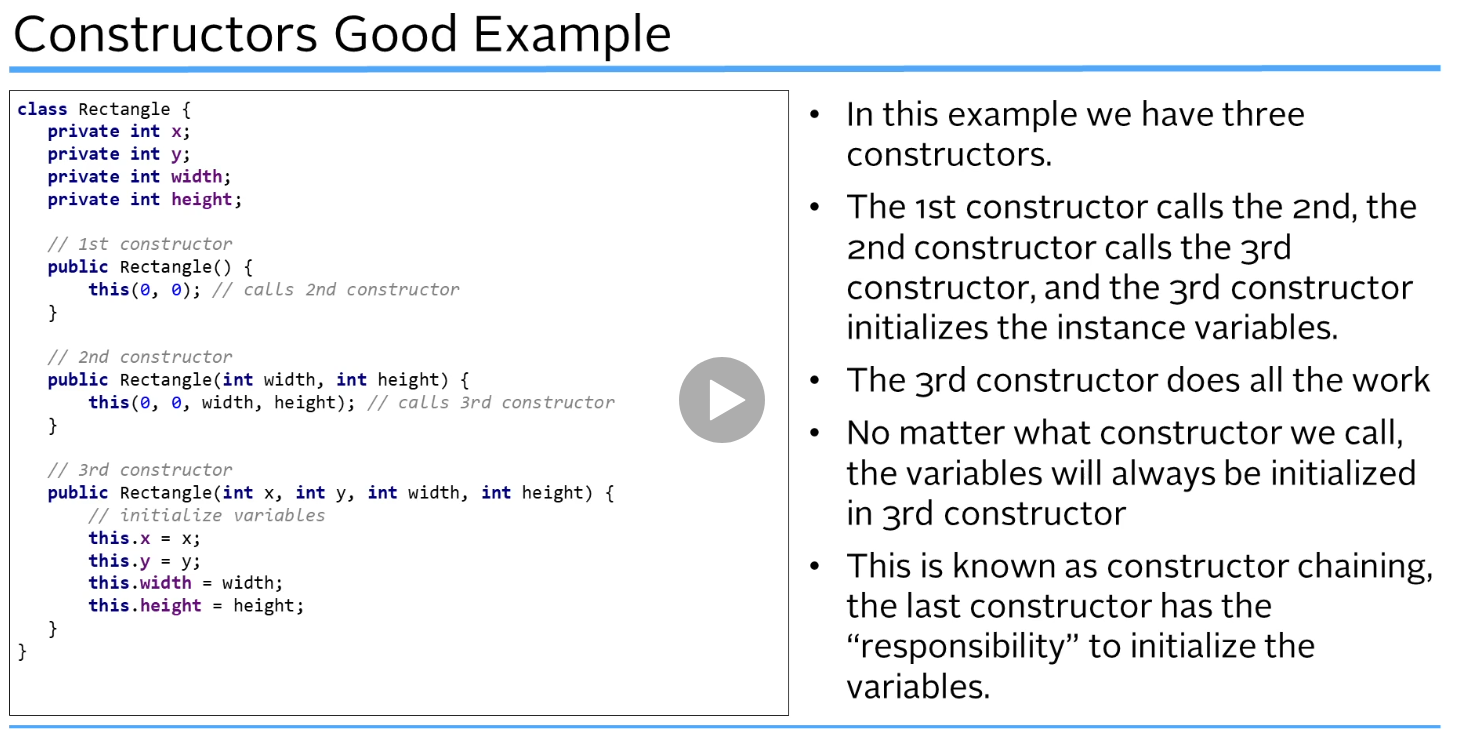 Constructors Good Example
class Rectangle {
private int x;
private int y;
private int width;
private int height;
// 1st constructor
public Rectangle() {
this(0, 0); // calls 2nd constructor
}
// 2nd constructor
public Rectangle(int width, int height) {
this(0, 0, width, height); // calls 3rd constructor
}
// 3rd constructor
public Rectangle(int x, int y, int width, int height) {
// initialize variables
this.x = x;
this.y = y;
this.width = width;
this.height = height;
}
}
• In this example we have three
constructors.
• The 1st constructor calls the 2nd, the
2nd constructor calls the 3rd
constructor, and the 3rd constructor
initializes the instance variables.
• The 3rd constructor does all the work
• No matter what constructor we call,
the variables will always be initialized
in 3rd constructor
• This is known as constructor chaining,
the last constructor has the
“responsibility” to initialize the
variables.